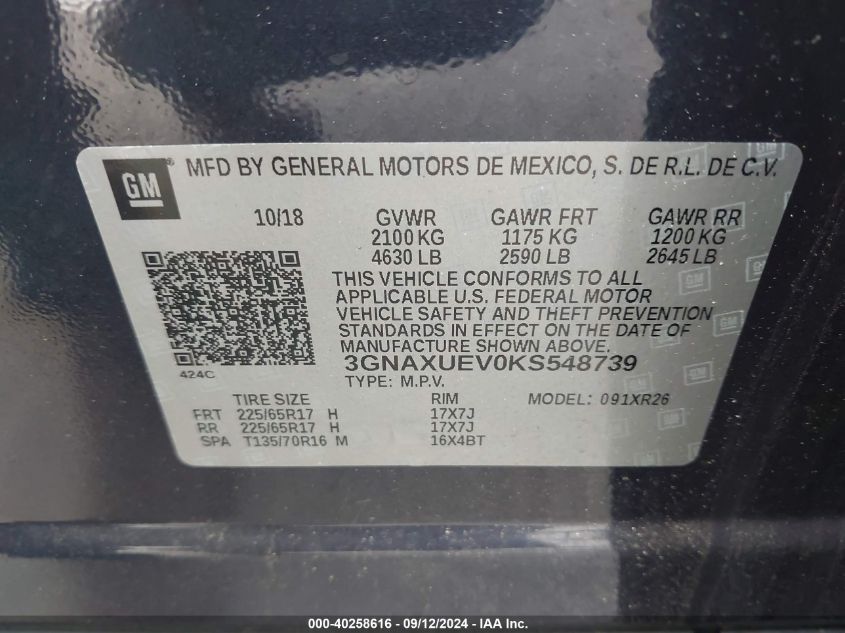 GM ® MFD BY GENERAL MOTORS DE MEXICO, S. DE R.L. DE C.V.
10/18 GVWR GAWR FRT GAWR RR
2100 KG 1175 KG 1200 KG
4630 LB 2590 LB 2645 LB
THIS VEHICLE CONFORMS TO ALL
APPLICABLE U.S. FEDERAL MOTOR
VEHICLE SAFETY AND THEFT PREVENTION
STANDARDS IN EFFECT ON THE DATE OF
MANUFACTURE SHOWN ABOVE.
424C 3GNAXUEV0KS548739
TYPE: M.P.V.
TIRE SIZE RIM MODEL: 091XR26
FRT 225/65R17 H 17X7J
RR 225/65R17 H 17X7J
SPA T135/70R16 M 16X4BT
000-40258616 - 09/12/2024 - IAA Inc.